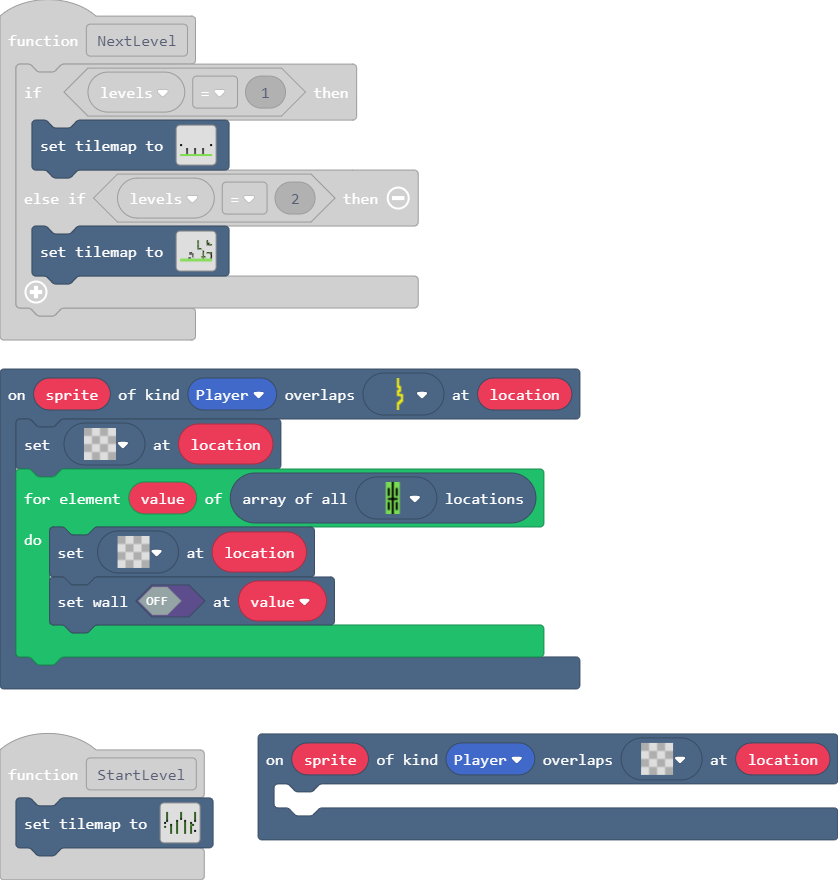 function NextLevel
if levels = 1 then
set tilemap to
else if levels = 2 then
set tilemap to
on sprite of kind Player overlaps at location
set at location
for element value of array of all locations
do
set at location
set wall OFF at value
function StartLevel
set tilemap to
on sprite of kind Player overlaps at location